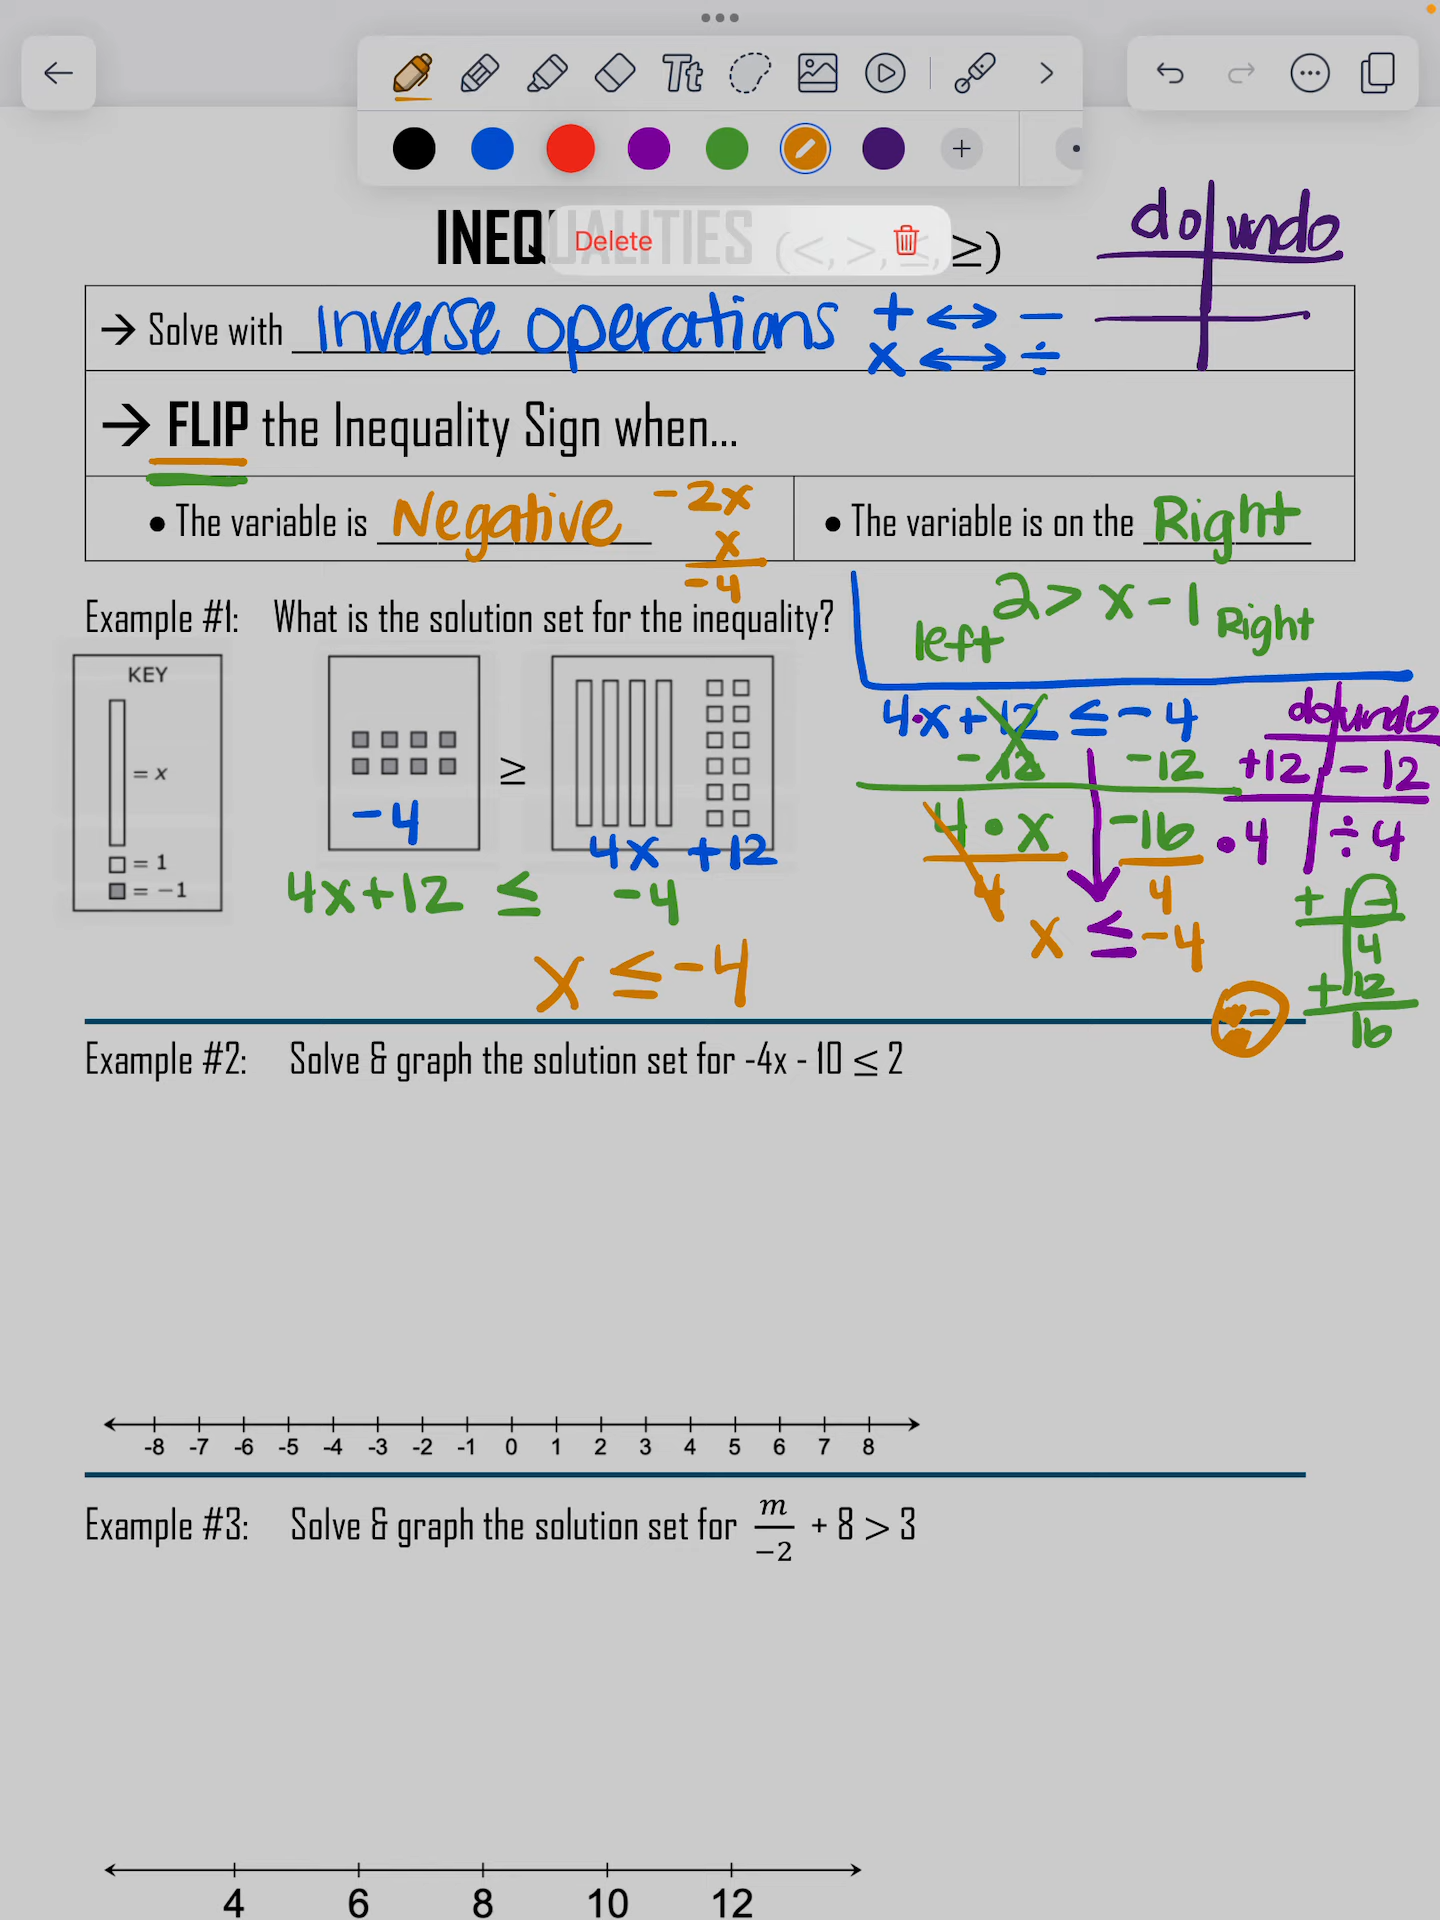 Tt
Delete
INEQUALITIES (<, >, ≤, ≥)
do undo
→ Solve with Inverse operations + ↔ −
x ↔ ÷
→ FLIP the Inequality Sign when...
• The variable is Negative -2x
x
-4
• The variable is on the Right
2 > x - 1
left Right
Example #1: What is the solution set for the inequality?
KEY
= x
= 1
= −1
≥
-4
4x +12
4x+12 ≤ -4
x ≤ -4
4•x + 12 ≤ -4
-12 -12
4 • x -16
4 4
x ≤ -4
do undo
+12 -12
•4 ÷4
+ -
4
+12
16
Example #2: Solve & graph the solution set for -4x - 10 ≤ 2
-8 -7 -6 -5 -4 -3 -2 -1 0 1 2 3 4 5 6 7 8
Example #3: Solve & graph the solution set for m/−2 + 8 > 3
4 6 8 10 12